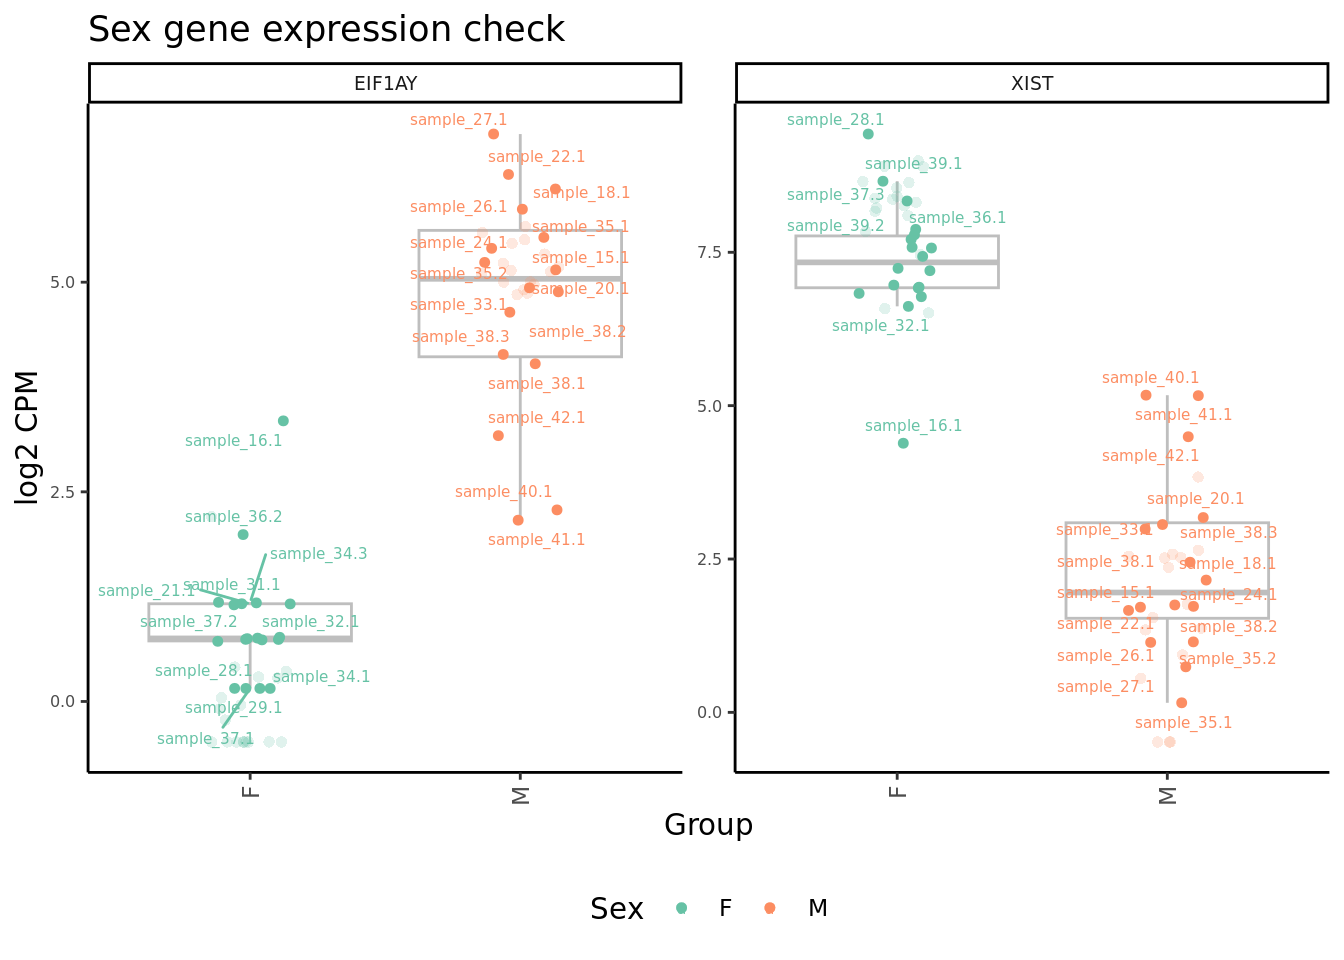 Sex gene expression check
EIF1AY
sample_27.1
sample_22.1
sample_18.1
sample_26.1
sample_35.1
sample_24.1
sample_15.1
sample_35.2
sample_20.1
sample_33.1
sample_38.2
sample_38.3
sample_38.1
sample_42.1
sample_16.1
sample_40.1
sample_36.2
sample_41.1
sample_34.3
sample_31.1
sample_21.1
sample_37.2
sample_32.1
sample_28.1
sample_34.1
sample_29.1
sample_37.1
5.0
2.5
0.0
F
M
XIST
sample_28.1
sample_39.1
sample_37.3
sample_36.1
sample_39.2
sample_32.1
sample_16.1
sample_40.1
sample_41.1
sample_42.1
sample_20.1
sample_33.1
sample_38.3
sample_38.1
sample_18.1
sample_15.1
sample_24.1
sample_22.1
sample_38.2
sample_26.1
sample_35.2
sample_27.1
sample_35.1
7.5
5.0
2.5
0.0
F
M
log2 CPM
Group
Sex F M